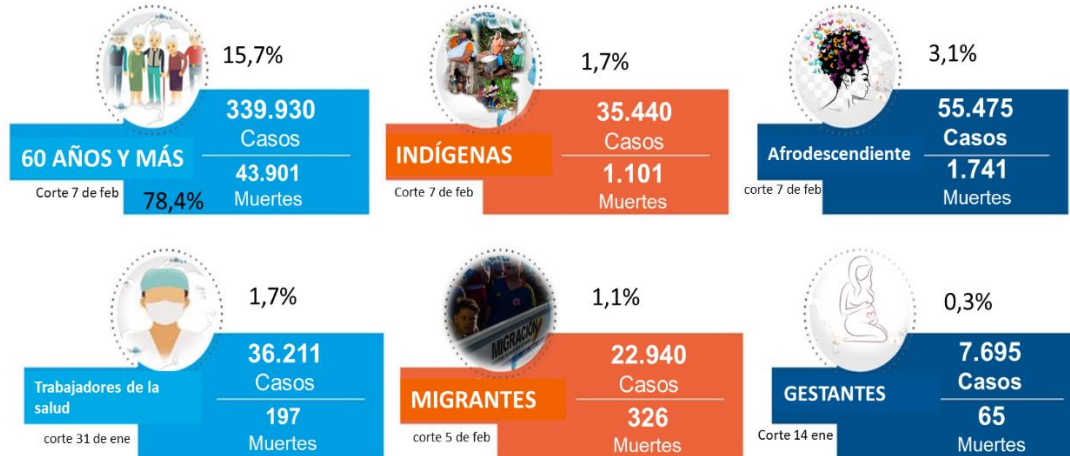 15,7%
339.930
Casos
60 AÑOS Y MÁS
43.901
Muertes
Corte 7 de feb
78,4%
1,7%
35.440
Casos
INDÍGENAS
1.101
Muertes
Corte 7 de feb
3,1%
55.475
Casos
Afrodescendiente
1.741
Muertes
corte 7 de feb
1,7%
36.211
Casos
Trabajadores de la
salud
197
Muertes
corte 31 de ene
MIGRACIÓN
1,1%
22.940
Casos
MIGRANTES
326
Muertes
corte 5 de feb
0,3%
7.695
Casos
GESTANTES
65
Muertes
Corte 14 ene